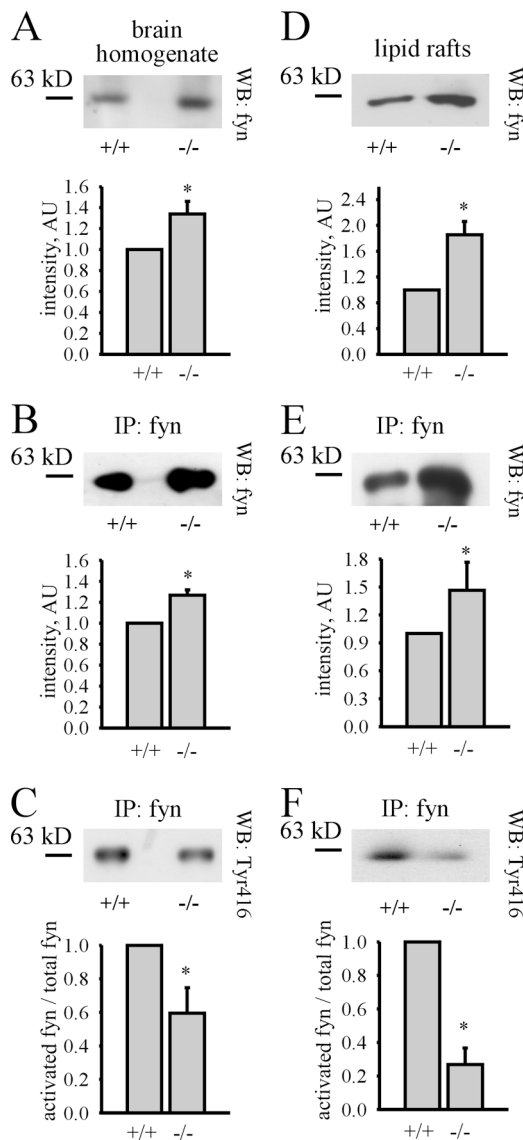 A
brain
homogenate
63 kD
WB: fyn
+/+ -/-
intensity, AU
1.6
1.4
1.2
1.0
0.8
0.6
0.4
0.2
0.0
*
+/+ -/-
B
IP: fyn
63 kD
WB: fyn
+/+ -/-
intensity, AU
1.6
1.4
1.2
1.0
0.8
0.6
0.4
0.2
0.0
*
+/+ -/-
C
IP: fyn
63 kD
WB: Tyr416
+/+ -/-
activated fyn / total fyn
1.0
0.8
0.6
0.4
0.2
0.0
*
+/+ -/-
D
lipid rafts
63 kD
WB: fyn
+/+ -/-
intensity, AU
2.4
2.0
1.6
1.2
0.8
0.4
0.0
*
+/+ -/-
E
IP: fyn
63 kD
WB: fyn
+/+ -/-
intensity, AU
1.8
1.5
1.2
0.9
0.6
0.3
0.0
*
+/+ -/-
F
IP: fyn
63 kD
WB: Tyr416
+/+ -/-
activated fyn / total fyn
1.0
0.8
0.6
0.4
0.2
0.0
*
+/+ -/-